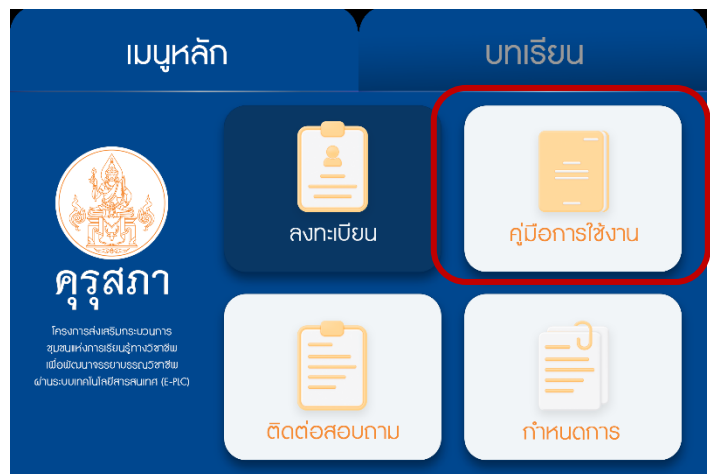 เมนูหลัก
บทเรียน
ลงทะเบียน
คู่มือการใช้งาน
คุรุสภา
โครงการส่งเสริมกระบวนการ
ชุมชนแห่งการเรียนรู้ทางวิชาชีพ
เพื่อพัฒนาจรรยาบรรณวิชาชีพ
ผ่านระบบเทคโนโลยีสารสนเทศ (E-PLC)
ติดต่อสอบถาม
กำหนดการ